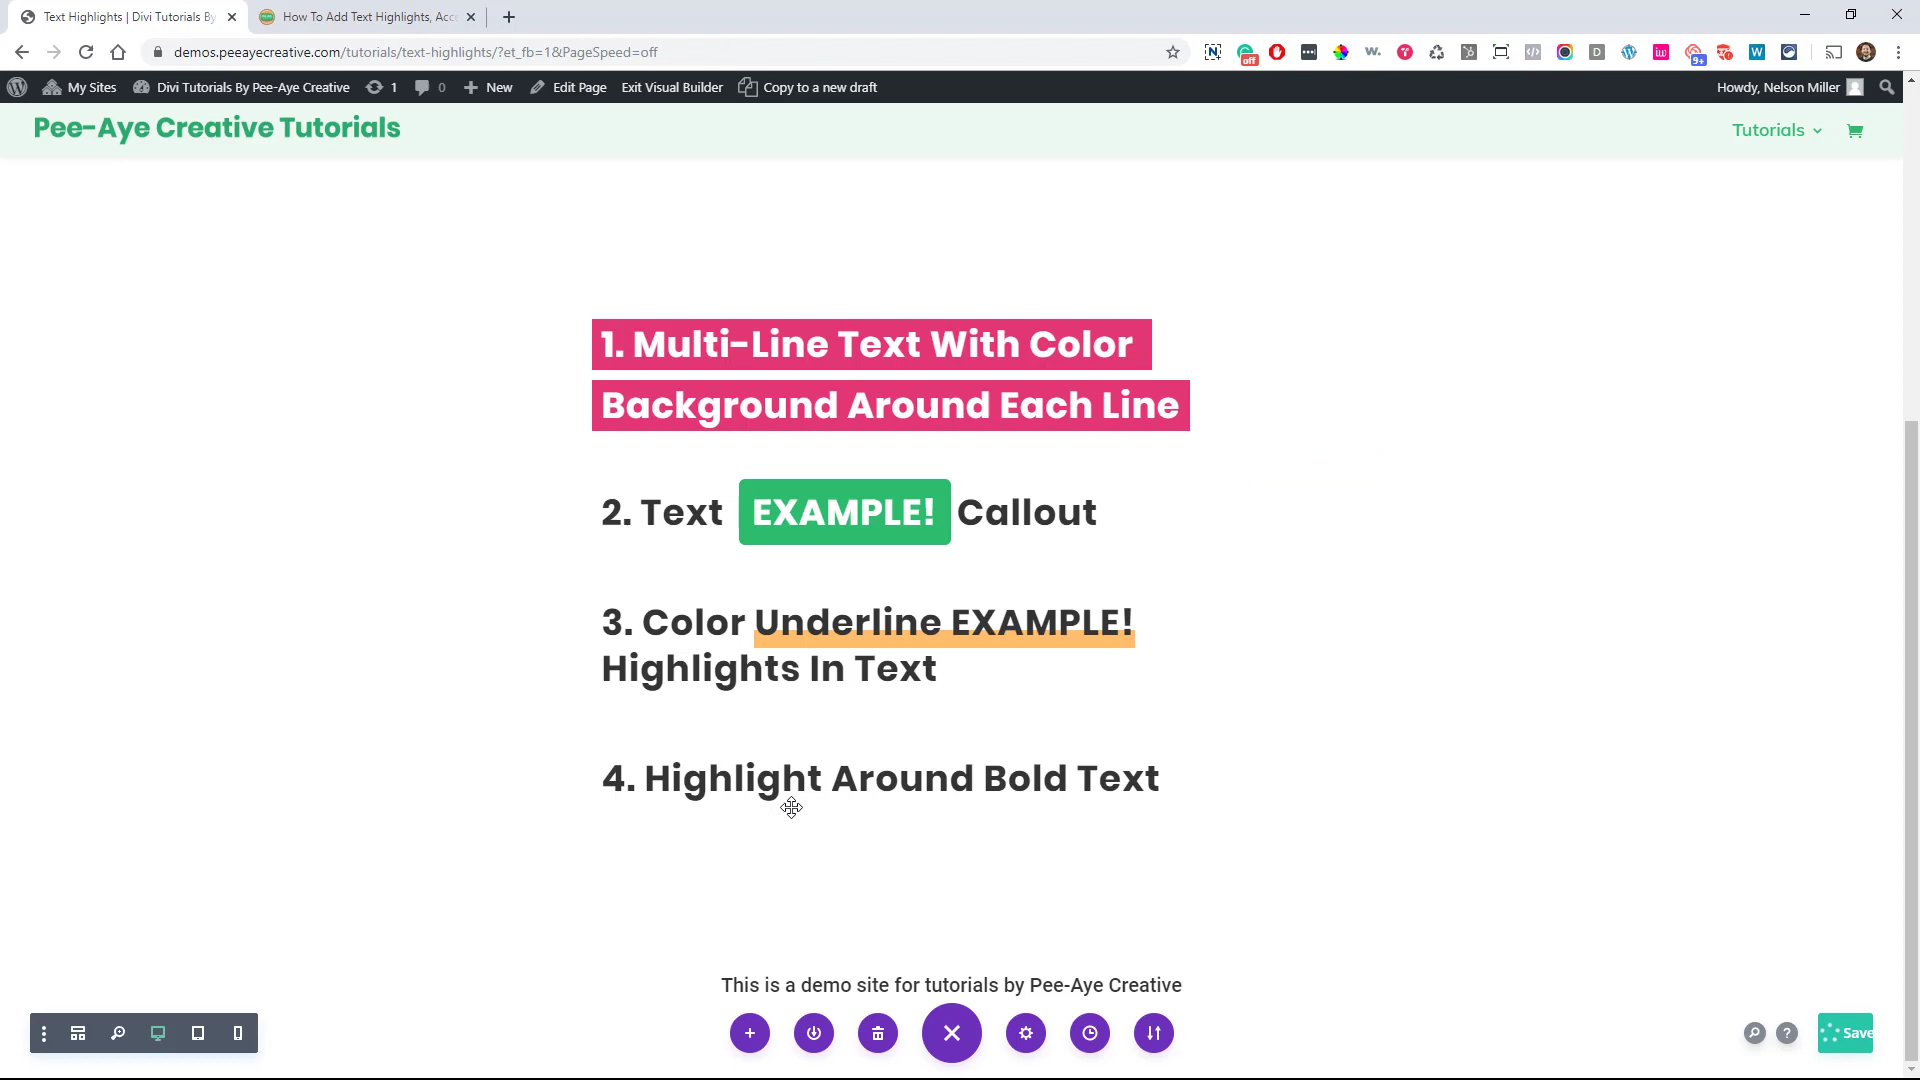 Text Highlights | Divi Tutorials By
How To Add Text Highlights, Acc
demos.peeayecreative.com/tutorials/text-highlights/?et_fb=1&PageSpeed=off
off
9+
My Sites
Divi Tutorials By Pee-Aye Creative
1
0
New
Edit Page
Exit Visual Builder
Copy to a new draft
Howdy, Nelson Miller
Pee-Aye Creative Tutorials
Tutorials
1. Multi-Line Text With Color
Background Around Each Line
2. Text EXAMPLE! Callout
3. Color Underline EXAMPLE!
Highlights In Text
4. Highlight Around Bold Text
This is a demo site for tutorials by Pee-Aye Creative
Save